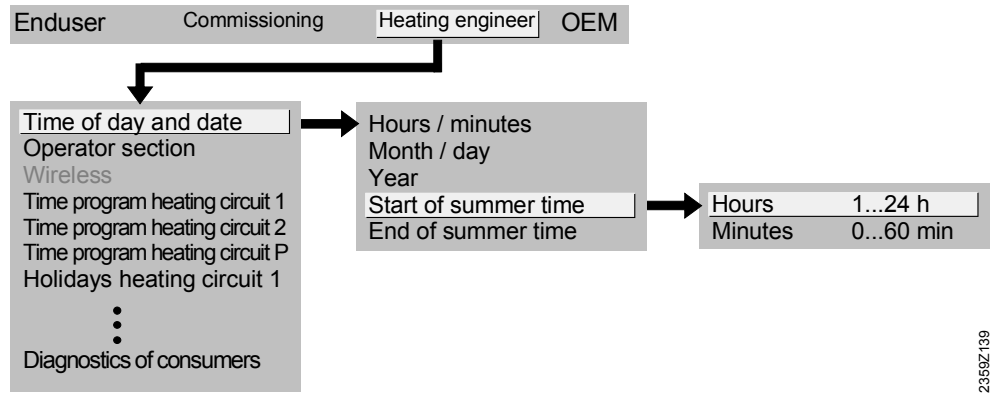 Enduser Commissioning Heating engineer OEM
Time of day and date
Operator section
Wireless
Time program heating circuit 1
Time program heating circuit 2
Time program heating circuit P
Holidays heating circuit 1
Diagnostics of consumers
Hours / minutes
Month / day
Year
Start of summer time
End of summer time
Hours 1...24 h
Minutes 0...60 min
2359Z139